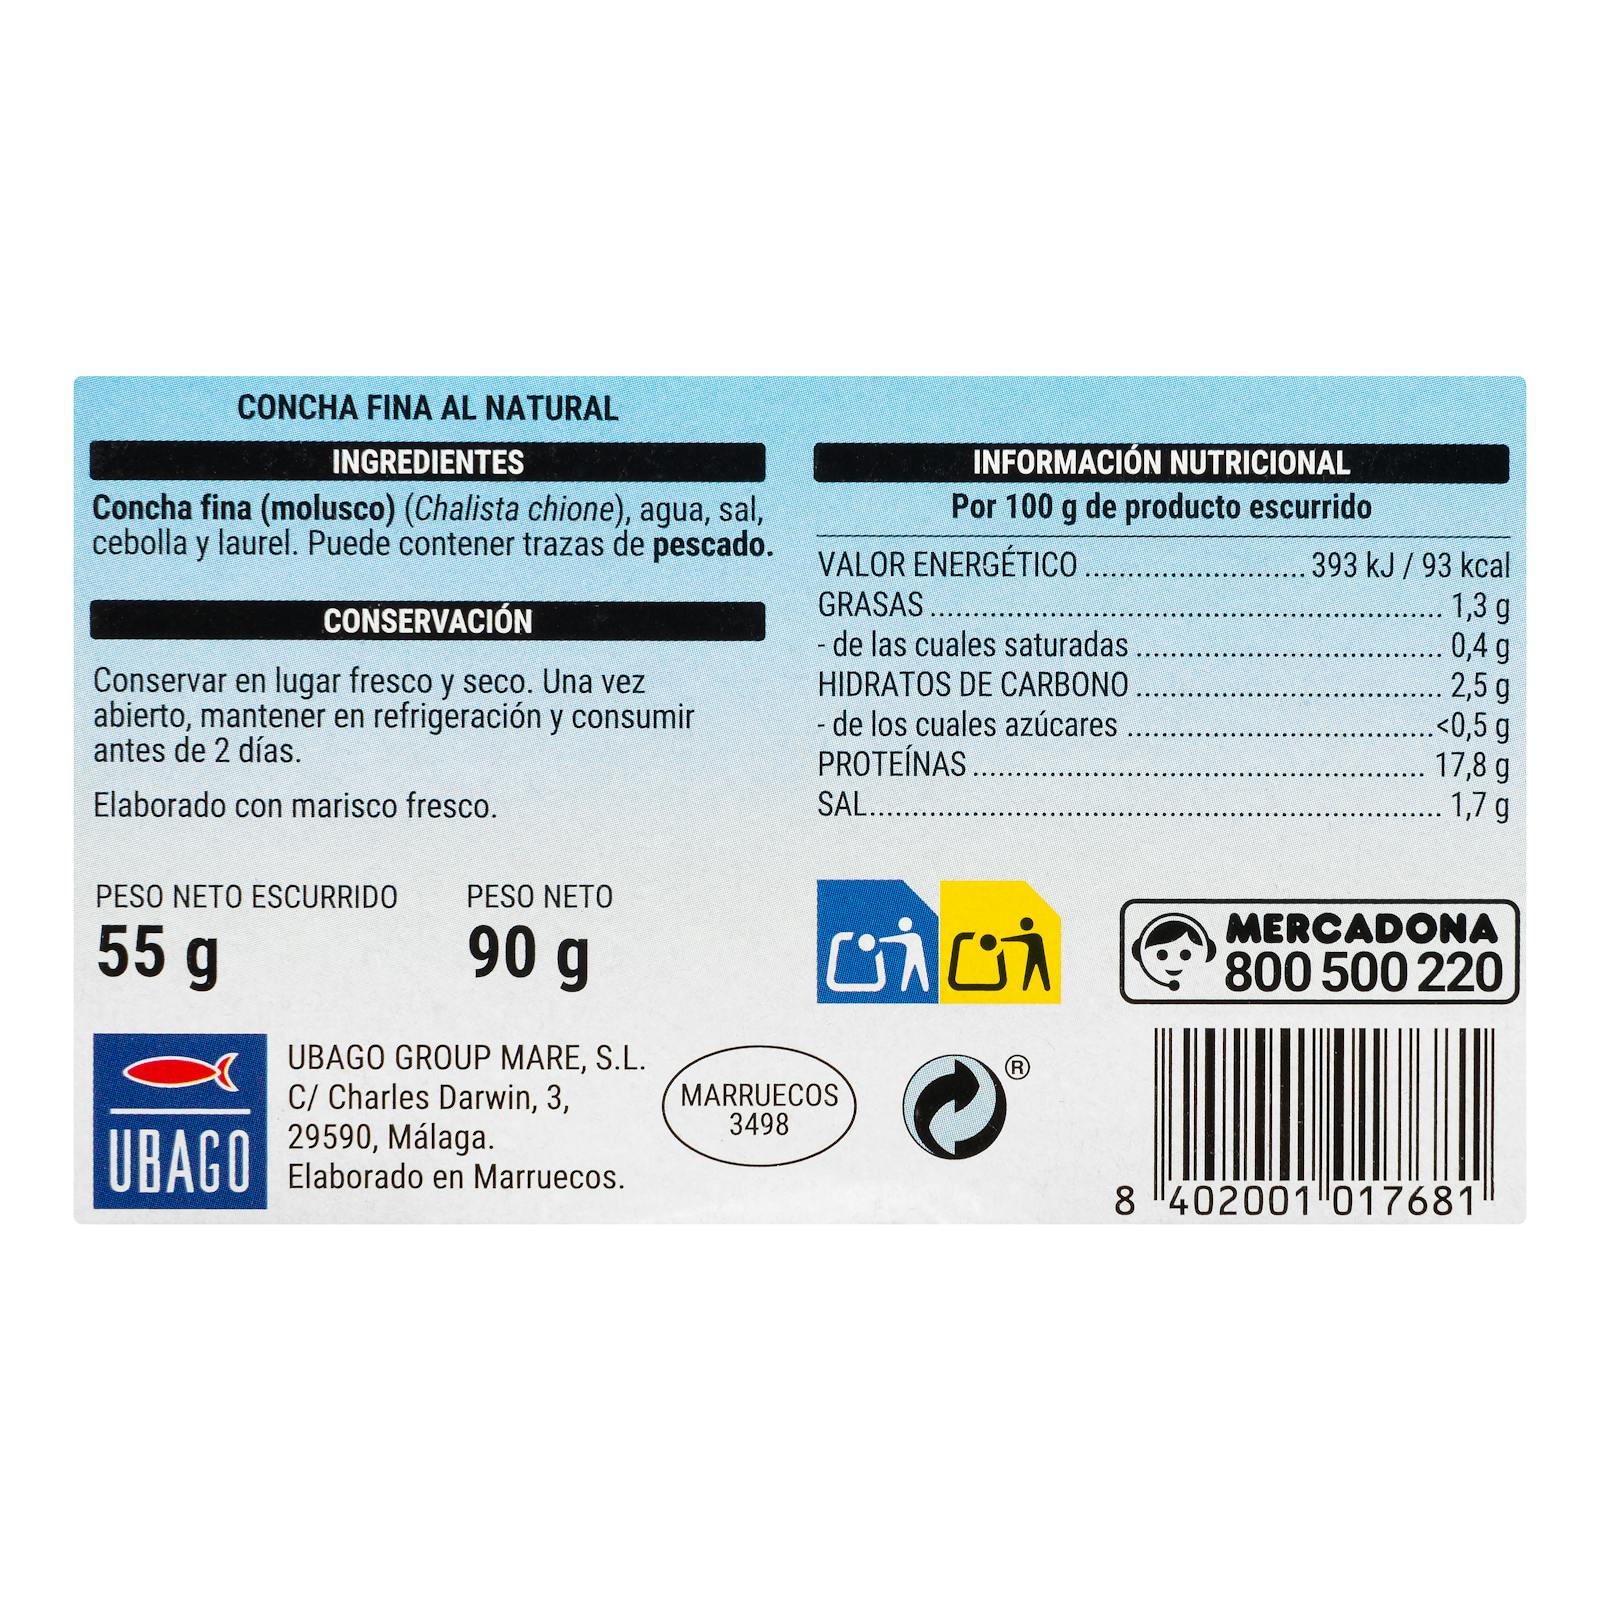 CONCHA FINA AL NATURAL
INGREDIENTES
Concha fina (molusco) (Chalista chione), agua, sal,
cebolla y laurel. Puede contener trazas de pescado.
CONSERVACIÓN
Conservar en lugar fresco y seco. Una vez
abierto, mantener en refrigeración y consumir
antes de 2 días.
Elaborado con marisco fresco.
PESO NETO ESCURRIDO PESO NETO
55 g 90 g
UBAGO
UBAGO GROUP MARE, S.L.
C/ Charles Darwin, 3,
29590, Málaga.
Elaborado en Marruecos.
MARRUECOS
3498
®
INFORMACIÓN NUTRICIONAL
Por 100 g de producto escurrido
VALOR ENERGÉTICO ........................... 393 kJ / 93 kcal
GRASAS ............................................................... 1,3 g
- de las cuales saturadas ..................................... 0,4 g
HIDRATOS DE CARBONO ..................................... 2,5 g
- de los cuales azúcares ......................................<0,5 g
PROTEÍNAS ....................................................... 17,8 g
SAL...................................................................... 1,7 g
MERCADONA
800 500 220
8 402001 017681